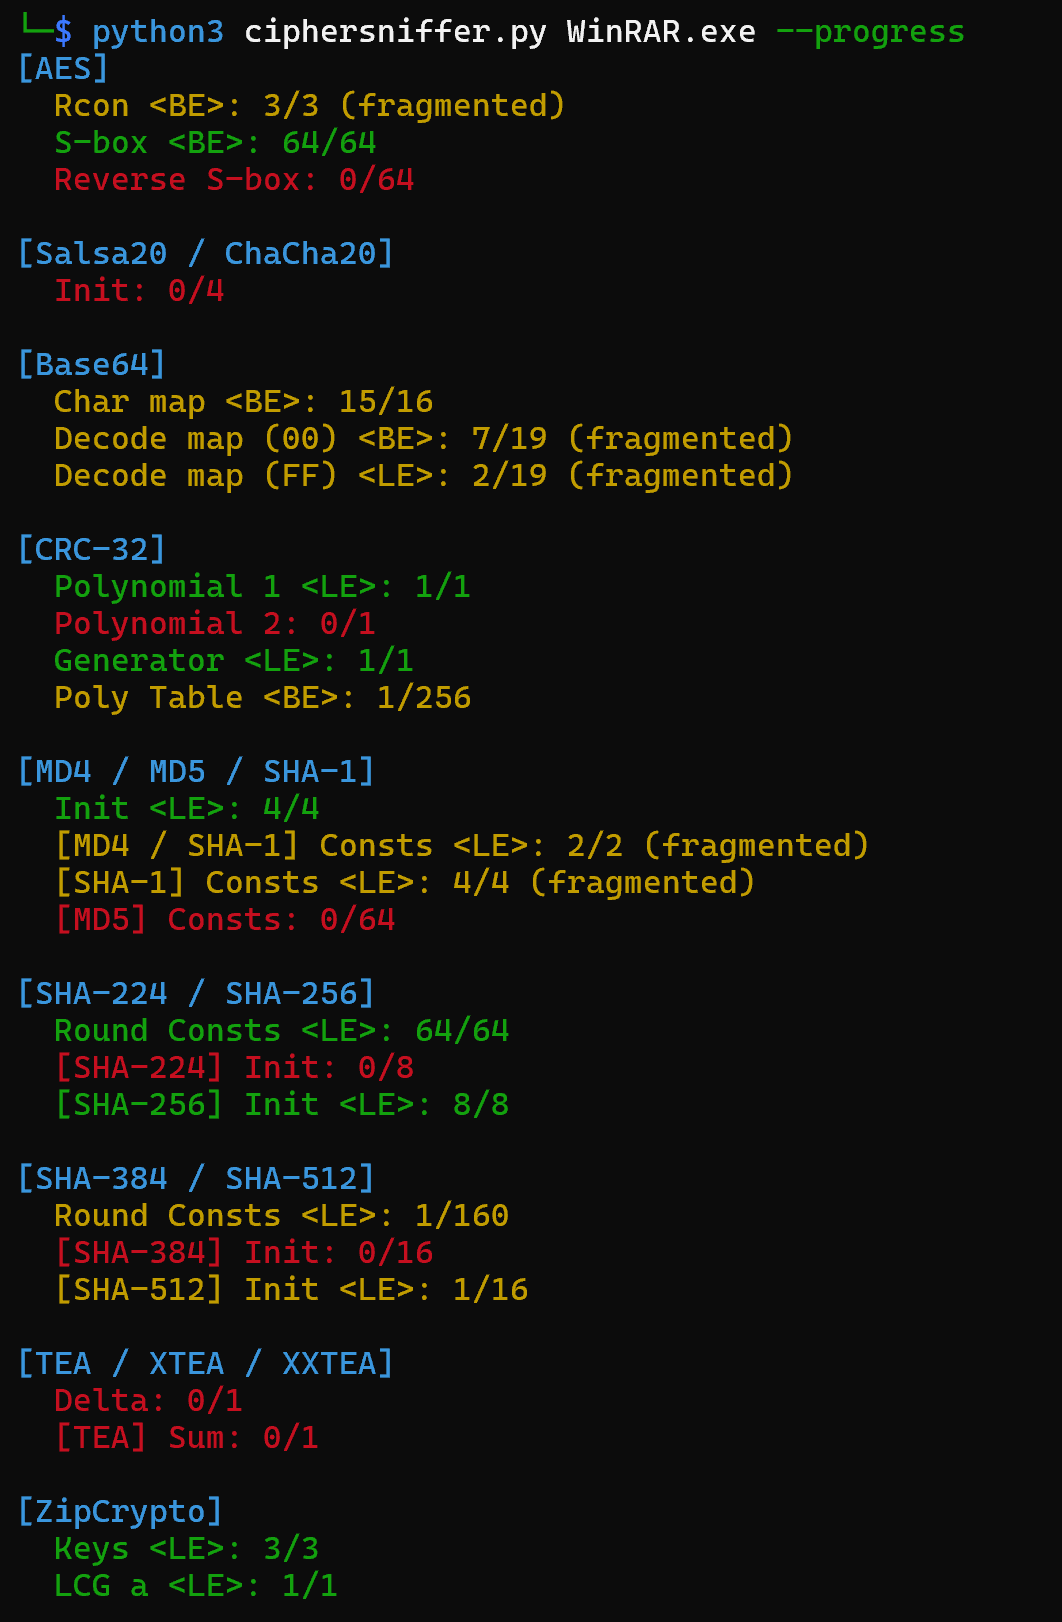 └─$ python3 ciphersniffer.py WinRAR.exe --progress
[AES]
Rcon <BE>: 3/3 (fragmented)
S-box <BE>: 64/64
Reverse S-box: 0/64
[Salsa20 / ChaCha20]
Init: 0/4
[Base64]
Char map <BE>: 15/16
Decode map (00) <BE>: 7/19 (fragmented)
Decode map (FF) <LE>: 2/19 (fragmented)
[CRC-32]
Polynomial 1 <LE>: 1/1
Polynomial 2: 0/1
Generator <LE>: 1/1
Poly Table <BE>: 1/256
[MD4 / MD5 / SHA-1]
Init <LE>: 4/4
[MD4 / SHA-1] Consts <LE>: 2/2 (fragmented)
[SHA-1] Consts <LE>: 4/4 (fragmented)
[MD5] Consts: 0/64
[SHA-224 / SHA-256]
Round Consts <LE>: 64/64
[SHA-224] Init: 0/8
[SHA-256] Init <LE>: 8/8
[SHA-384 / SHA-512]
Round Consts <LE>: 1/160
[SHA-384] Init: 0/16
[SHA-512] Init <LE>: 1/16
[TEA / XTEA / XXTEA]
Delta: 0/1
[TEA] Sum: 0/1
[ZipCrypto]
Keys <LE>: 3/3
LCG a <LE>: 1/1